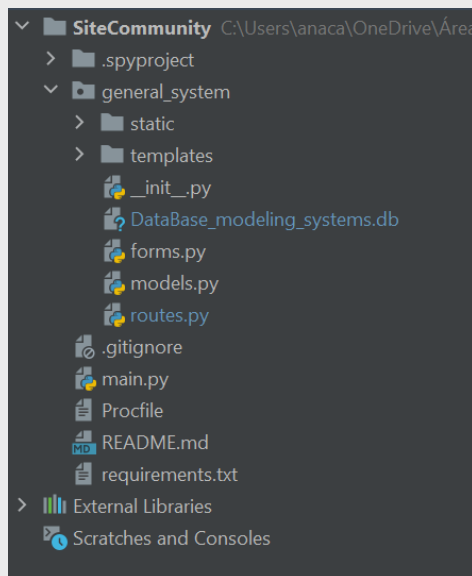 SiteCommunity C:\Users\anaca\OneDrive\Área
.spyproject
general_system
static
templates
__init__.py
DataBase_modeling_systems.db
forms.py
models.py
routes.py
.gitignore
main.py
Procfile
MD README.md
requirements.txt
External Libraries
Scratches and Consoles